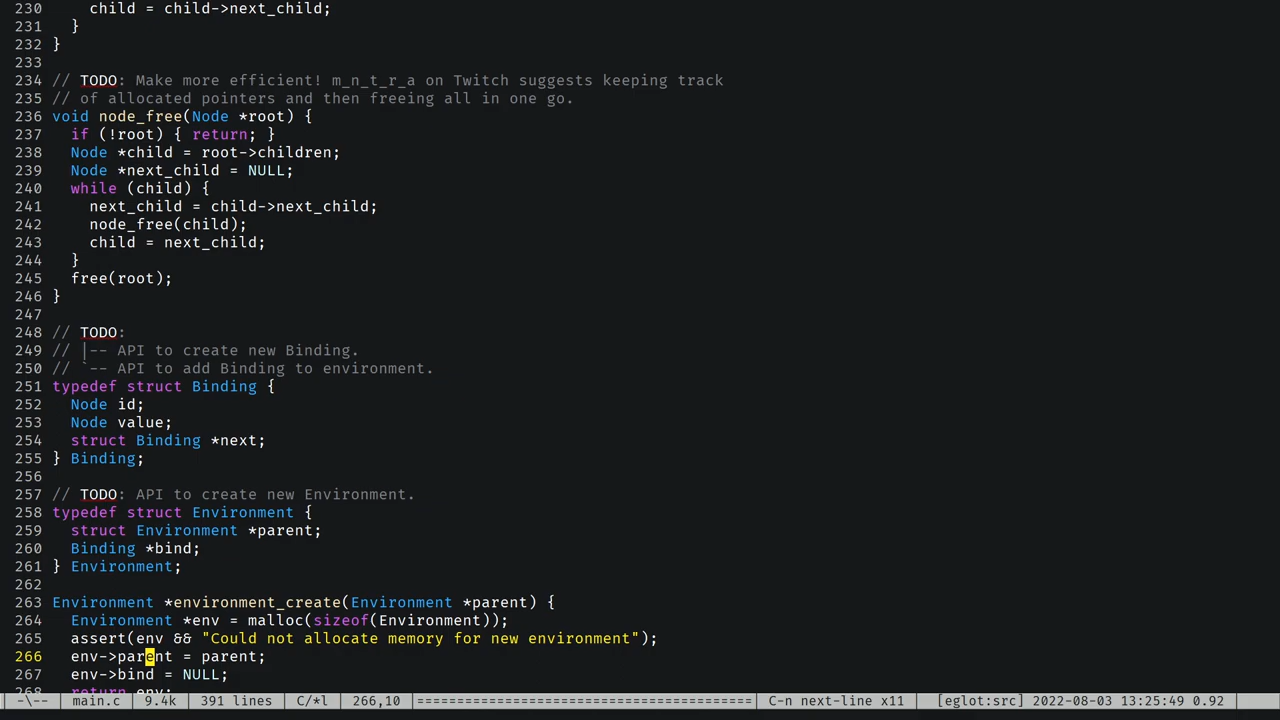 230     child = child->next_child;
231   }
232 }
233
234 // TODO: Make more efficient! m_n_t_r_a on Twitch suggests keeping track
235 // of allocated pointers and then freeing all in one go.
236 void node_free(Node *root) {
237   if (!root) { return; }
238   Node *child = root->children;
239   Node *next_child = NULL;
240   while (child) {
241     next_child = child->next_child;
242     node_free(child);
243     child = next_child;
244   }
245   free(root);
246 }
247
248 // TODO:
249 // |-- API to create new Binding.
250 // `-- API to add Binding to environment.
251 typedef struct Binding {
252   Node id;
253   Node value;
254   struct Binding *next;
255 } Binding;
256
257 // TODO: API to create new Environment.
258 typedef struct Environment {
259   struct Environment *parent;
260   Binding *bind;
261 } Environment;
262
263 Environment *environment_create(Environment *parent) {
264   Environment *env = malloc(sizeof(Environment));
265   assert(env && "Could not allocate memory for new environment");
266   env->parent = parent;
267   env->bind = NULL;
268   return env;
-\-- main.c 9.4k 391 lines C/*l 266,10 =============================================== C-n next-line x11 [eglot:src] 2022-08-03 13:25:49 0.92